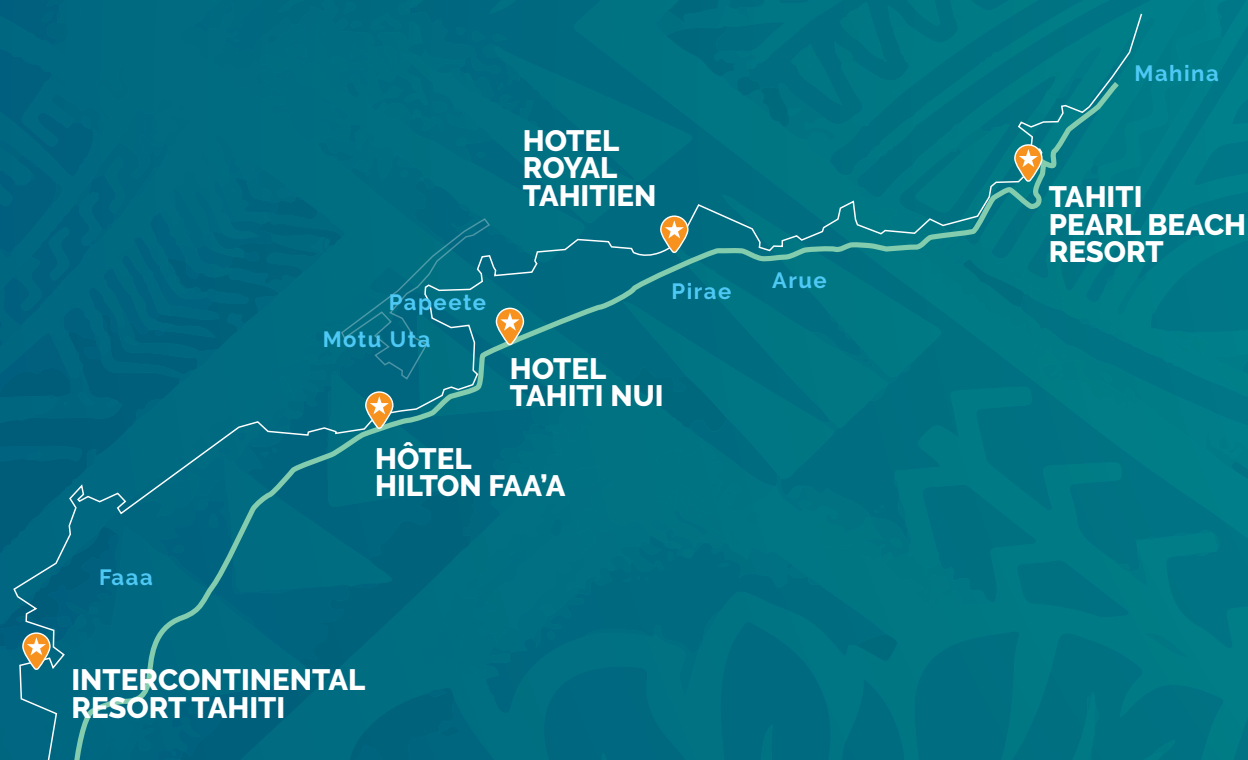 Mahina
HOTEL
ROYAL
TAHITIEN
TAHITI
PEARL BEACH
RESORT
Arue
Pirae
Papeete
Motu Uta
HOTEL
TAHITI NUI
HÔTEL
HILTON FAA’A
Faaa
INTERCONTINENTAL
RESORT TAHITI